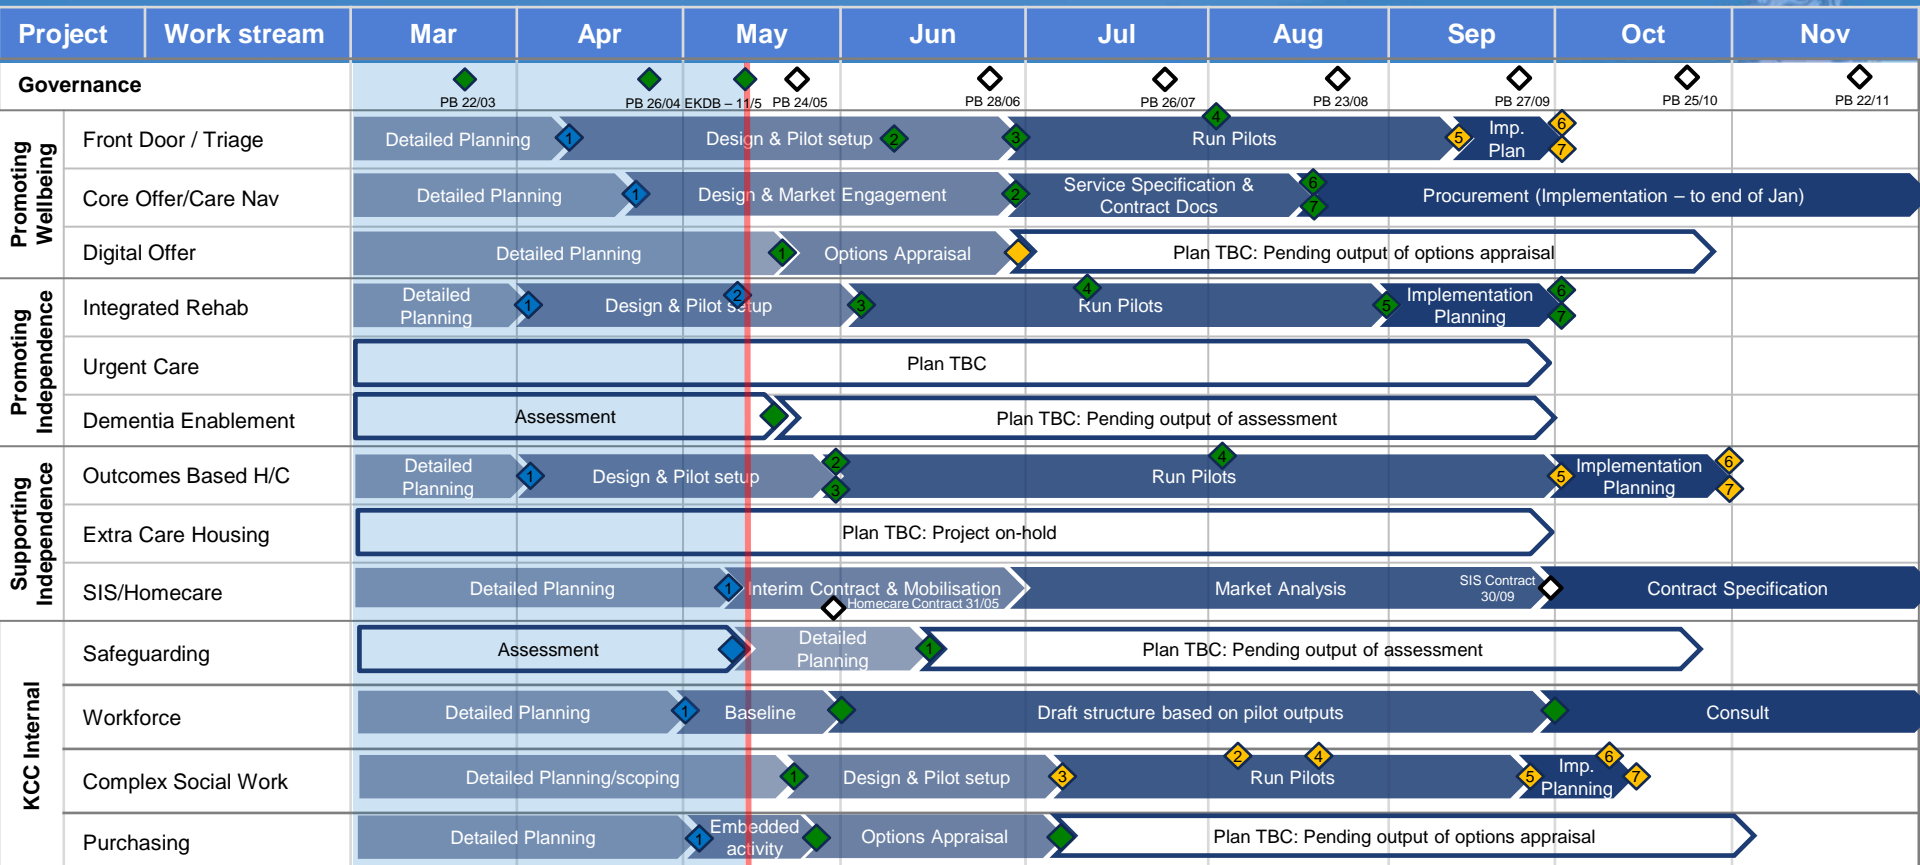 Project Work stream Mar Apr May Jun Jul Aug Sep Oct Nov
Governance
PB 22/03 PB 26/04 EKDB – 11/5 PB 24/05 PB 28/06 PB 26/07 PB 23/08 PB 27/09 PB 25/10 PB 22/11
Promoting
Wellbeing
Front Door / Triage
Detailed Planning 1 Design & Pilot setup 2 3 Run Pilots 4 5
Imp.
Plan
6
7
Core Offer/Care Nav
Detailed Planning 1 Design & Market Engagement 2
Service Specification &
Contract Docs
6
7
Procurement (Implementation – to end of Jan)
Digital Offer
Detailed Planning 1 Options Appraisal Plan TBC: Pending output of options appraisal
Promoting
Independence
Integrated Rehab
Detailed
Planning
1 Design & Pilot setup 2 3 Run Pilots 4 5
Implementation
Planning
6
7
Urgent Care
Plan TBC
Dementia Enablement
Assessment Plan TBC: Pending output of assessment
Supporting
Independence
Outcomes Based H/C
Detailed
Planning
1 Design & Pilot setup
2
3
Run Pilots 4 5
Implementation
Planning
6
7
Extra Care Housing
Plan TBC: Project on-hold
SIS/Homecare
Detailed Planning 1 Interim Contract & Mobilisation
Homecare Contract 31/05
Market Analysis
SIS Contract
30/09
Contract Specification
KCC Internal
Safeguarding
Assessment
Detailed
Planning
1 Plan TBC: Pending output of assessment
Workforce
Detailed Planning 1 Baseline Draft structure based on pilot outputs Consult
Complex Social Work
Detailed Planning/scoping 1 Design & Pilot setup 3 2 4 Run Pilots 5
Imp.
Planning
6
7
Purchasing
Detailed Planning 1
Embedded
activity
Options Appraisal Plan TBC: Pending output of options appraisal